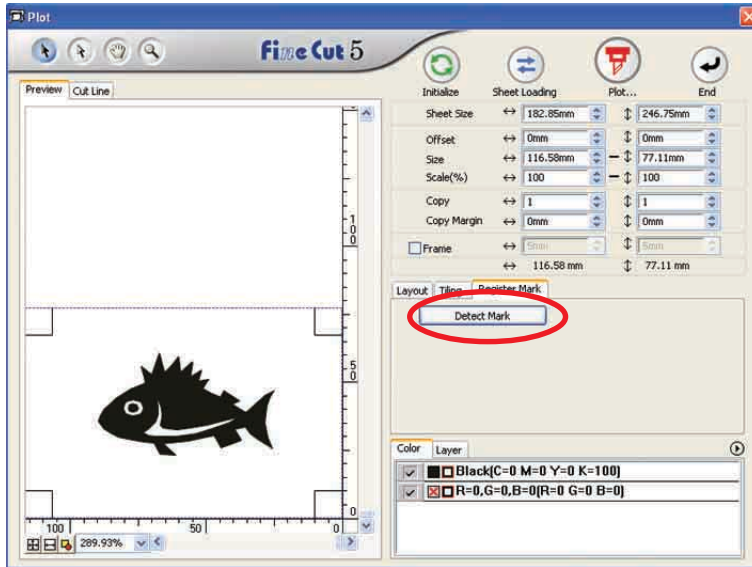 Plot
FineCut 5
Initialize Sheet Loading Plot... End
Preview Cut Line
Sheet Size 182.85mm 246.75mm
Offset 0mm 0mm
Size 116.58mm 77.11mm
Scale(%) 100 100
Copy 1 1
Copy Margin 0mm 0mm
Frame 5mm 5mm
116.58 mm 77.11 mm
Layout Tiling Register Mark
Detect Mark
100
50
0
100 50 0
289.93%
Color Layer
Black(C=0 M=0 Y=0 K=100)
R=0,G=0,B=0(R=0 G=0 B=0)